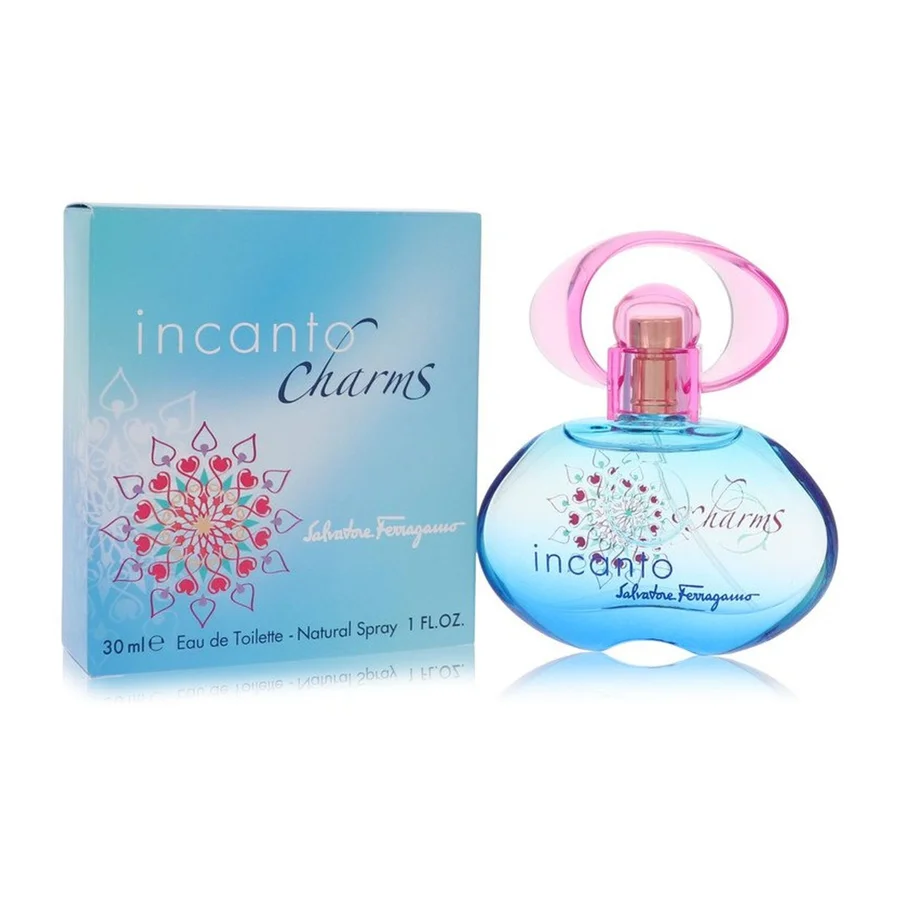 incanto
Charms
Salvatore Ferragamo
30 ml e Eau de Toilette - Natural Spray 1 FL.OZ.
Charms
incanto
Salvatore Ferragamo